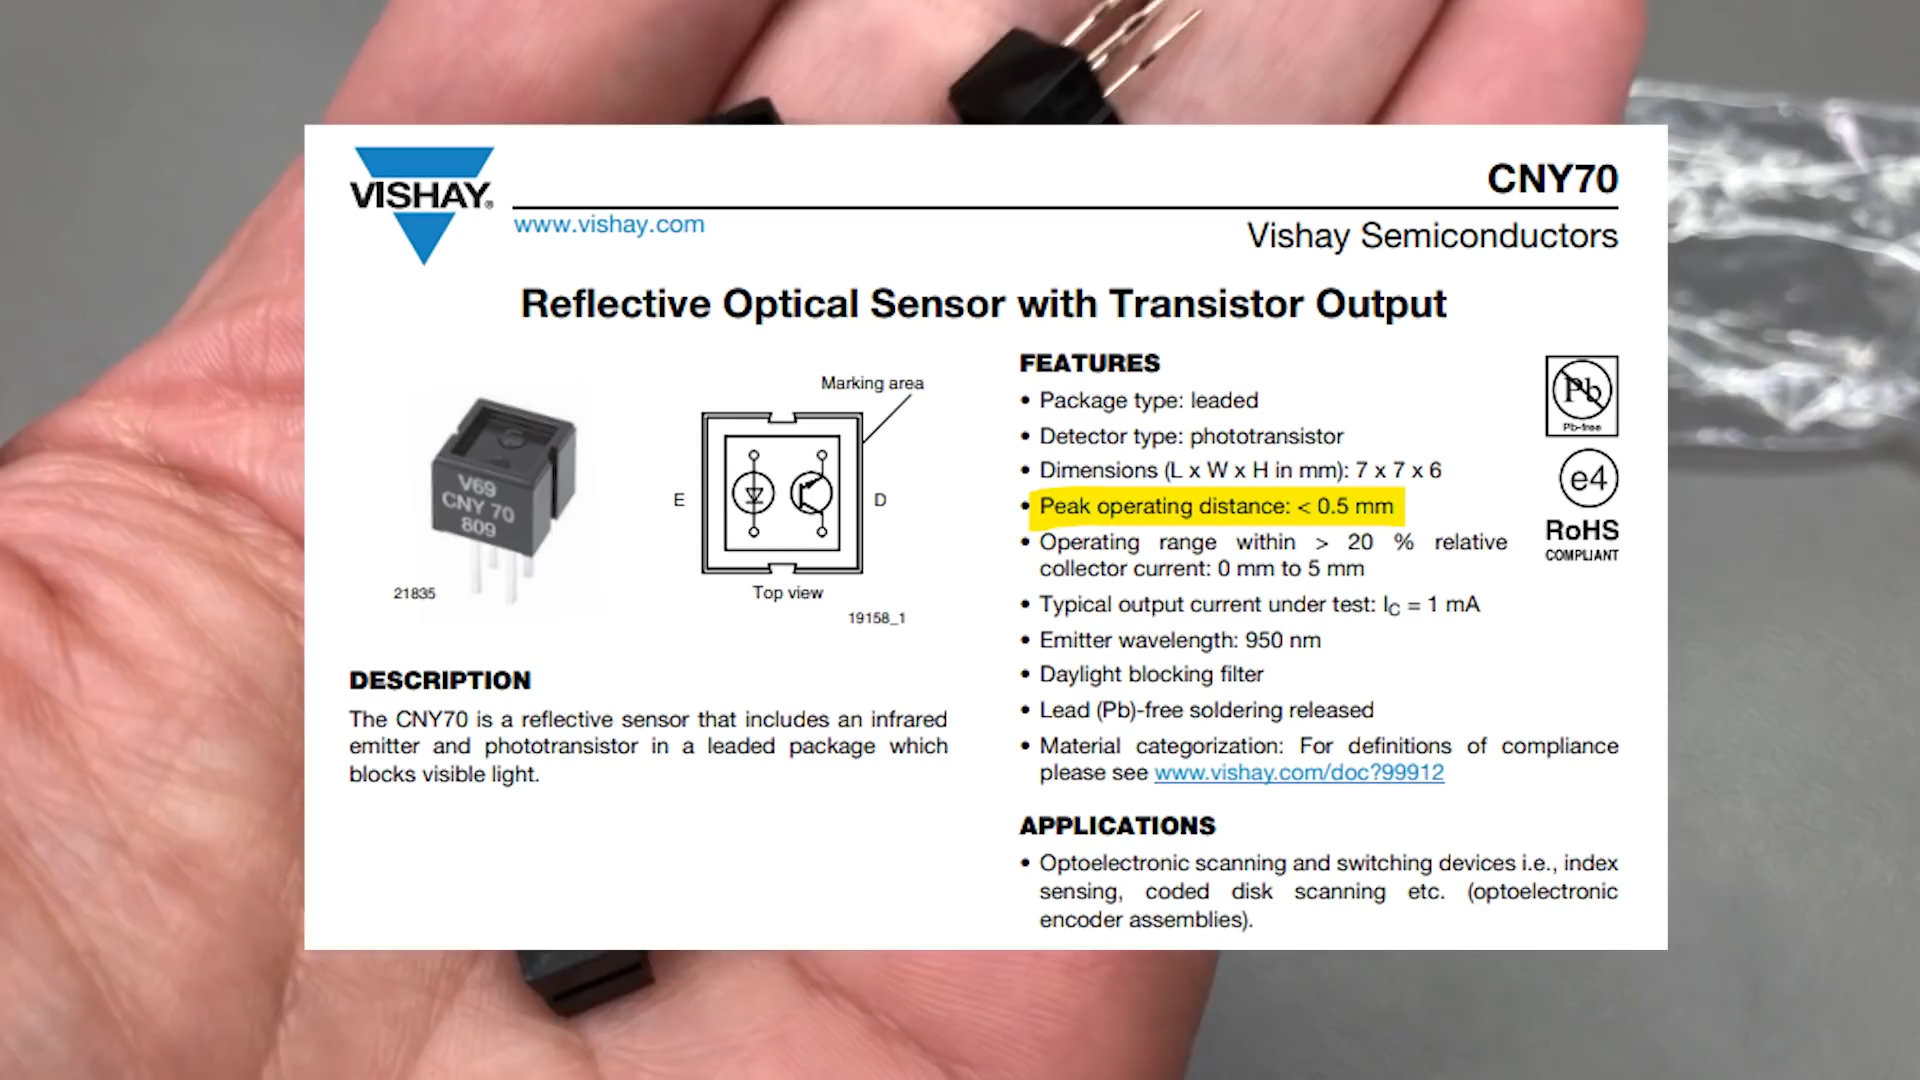 VISHAY®
www.vishay.com
CNY70
Vishay Semiconductors
Reflective Optical Sensor with Transistor Output
V69
CNY 70
809
21835
Marking area
E
D
Top view
19158_1
DESCRIPTION
The CNY70 is a reflective sensor that includes an infrared
emitter and phototransistor in a leaded package which
blocks visible light.
FEATURES
• Package type: leaded
• Detector type: phototransistor
• Dimensions (L x W x H in mm): 7 x 7 x 6
• Peak operating distance: < 0.5 mm
• Operating range within > 20 % relative
collector current: 0 mm to 5 mm
• Typical output current under test: IC = 1 mA
• Emitter wavelength: 950 nm
• Daylight blocking filter
• Lead (Pb)-free soldering released
• Material categorization: For definitions of compliance
please see www.vishay.com/doc?99912
Pb
Pb-free
e4
RoHS
COMPLIANT
APPLICATIONS
• Optoelectronic scanning and switching devices i.e., index
sensing, coded disk scanning etc. (optoelectronic
encoder assemblies).